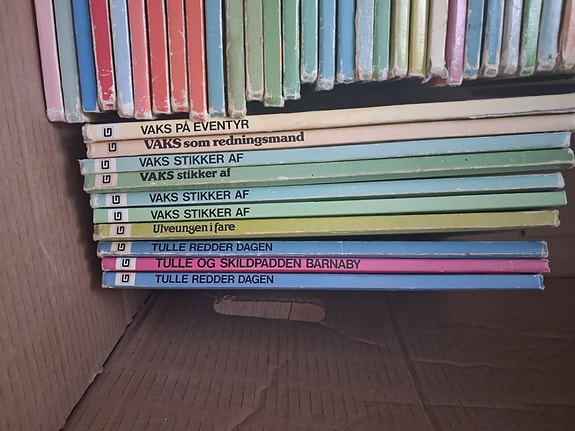 VAKS PÅ EVENTYR
VAKS som redningsmand
VAKS STIKKER AF
VAKS stikker af
VAKS STIKKER AF
VAKS STIKKER AF
Ulveungen i fare
TULLE REDDER DAGEN
TULLE OG SKILDPADDEN BARNABY
TULLE REDDER DAGEN